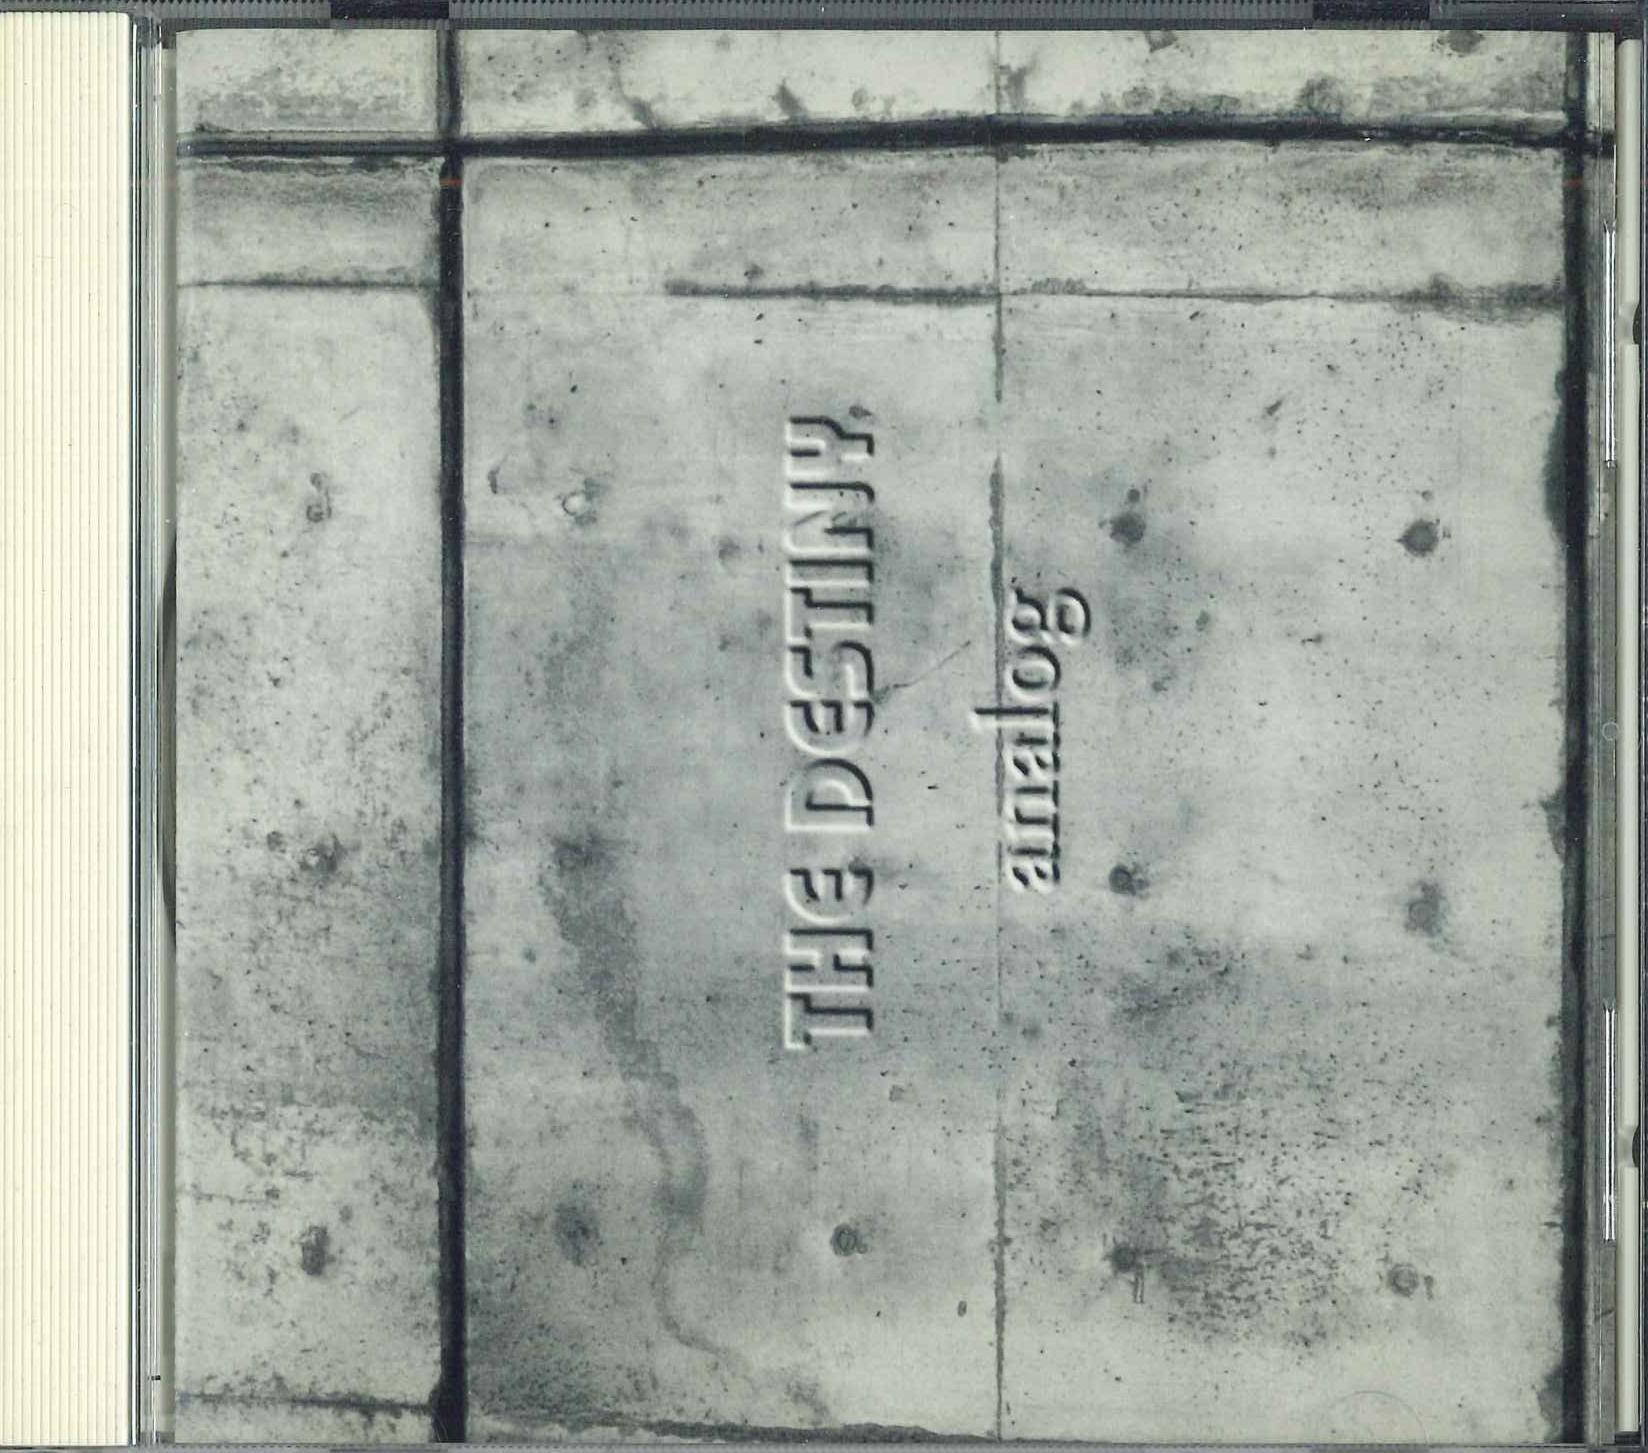 THE DESTINY,
analog